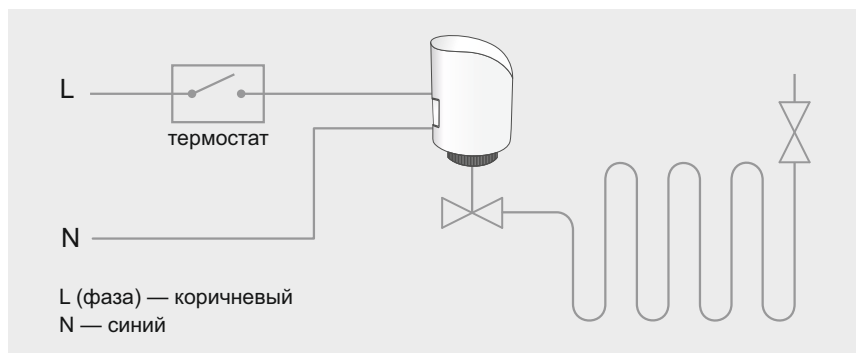 L
термостат
N
L (фаза) — коричневый
N — синий